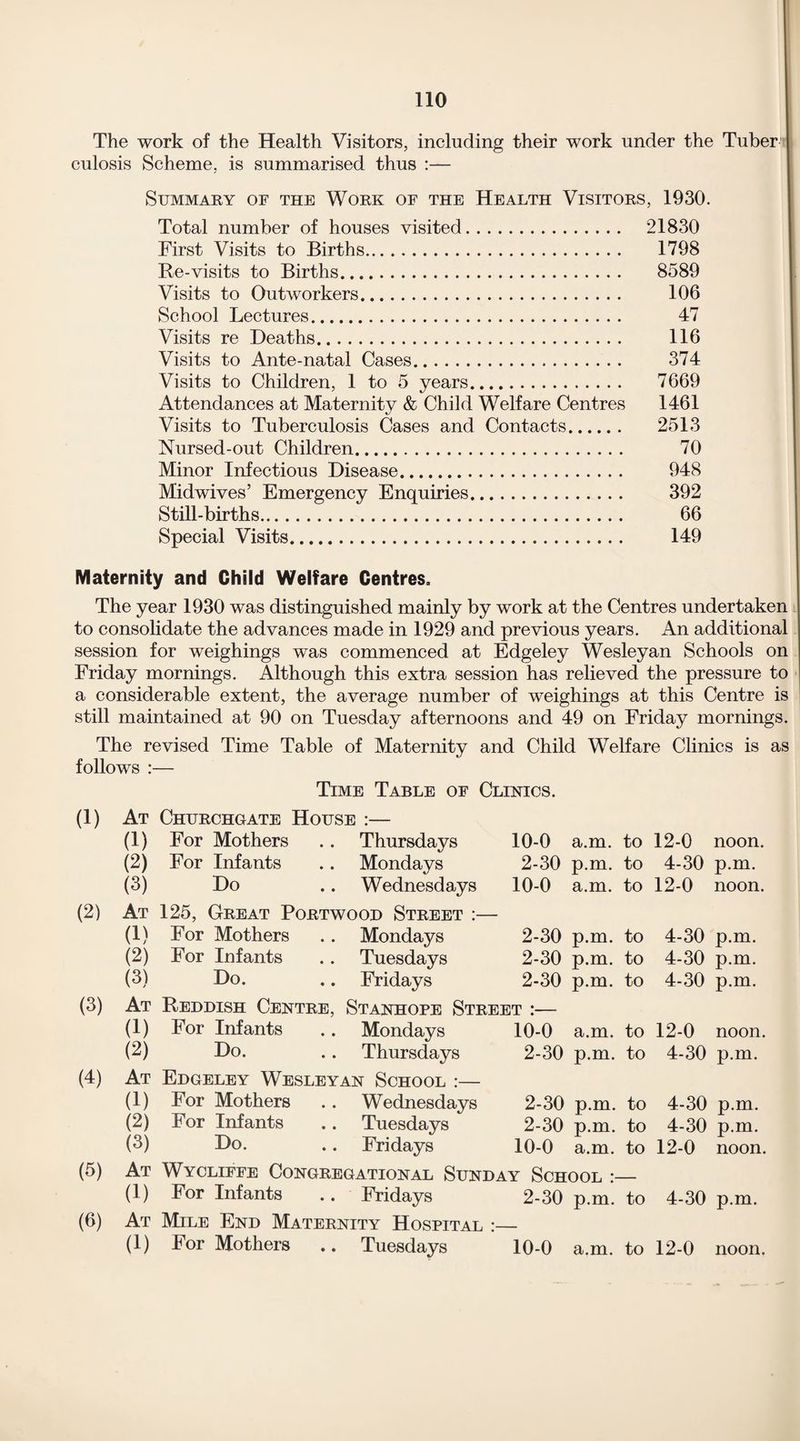 110
The work of the Health Visitors, including their work under the Tuber-
culosis Scheme, is summarised thus :—
Summary of the Work of the Health Visitors, 1930.
Total number of houses visited................ 21830
First Visits to Births.......................... 1798
Re-visits to Births............................. 8589
Visits to Outworkers........................... 106
School Lectures................................ 47
Visits re Deaths............................... 116
Visits to Ante-natal Cases...................... 374
Visits to Children, 1 to 5 years................ 7669
Attendances at Maternity & Child Welfare Centres 1461
Visits to Tuberculosis Cases and Contacts...... 2513
Nursed-out Children............................ 70
Minor Infectious Disease....................... 948
Midwives’ Emergency Enquiries................ 392
Still-births..................................... 66
Special Visits.................................. 149
Maternity and Child Welfare Centres.
The year 1930 was distinguished mainly by work at the Centres undertaken
to consolidate the advances made in 1929 and previous years. An additional
session for weighings was commenced at Edgeley Wesleyan Schools on
Friday mornings. Although this extra session has relieved the pressure to
a considerable extent, the average number of weighings at this Centre is
still maintained at 90 on Tuesday afternoons and 49 on Friday mornings.
The revised Time Table of Maternity and Child Welfare Clinics is as
follows :—
Time Table of Clinics.
(1) At Churchgate House :—
(1) For Mothers .. Thursdays 10-0 a.m. to 12-0 noon.
(2) For Infants .. Mondays 2-30 p.m. to 4-30 p.m.
(3) Do .. Wednesdays 10-0 a.m. to 12-0 noon.
(2) At 125, Great Portwood Street :—
(1) For Mothers .. Mondays 2-30 p.m. to 4-30 p.m.
(2) For Infants .. Tuesdays 2-30 p.m. to 4-30 p.m.
(3) Do. .. Fridays 2-30 p.m. to 4-30 p.m.
(3) At Reddish Centre, Stanhope Street :—
(1) For Infants .. Mondays 10-0 a.m. to 12-0 noon.
(2) Do. .. Thursdays 2-30 p.m. to 4-30 p.m.
(4) At Edgeley Wesleyan School :—
(1) For Mothers .. Wednesdays 2-30 p.m. to 4-30 p.m.
(2) For Infants .. Tuesdays 2-30 p.m. to 4-30 p.m.
(3) Do. .. Fridays 10-0 a.m. to 12-0 noon.
(5) At Wycliffe Congregational Sunday School :—
(1) For Infants .. Fridays 2-30 p.m. to 4-30 p.m.
(6) At Mile End Maternity Hospital :—
(1) For Mothers .. Tuesdays 10-0 a.m. to 12-0 noon.